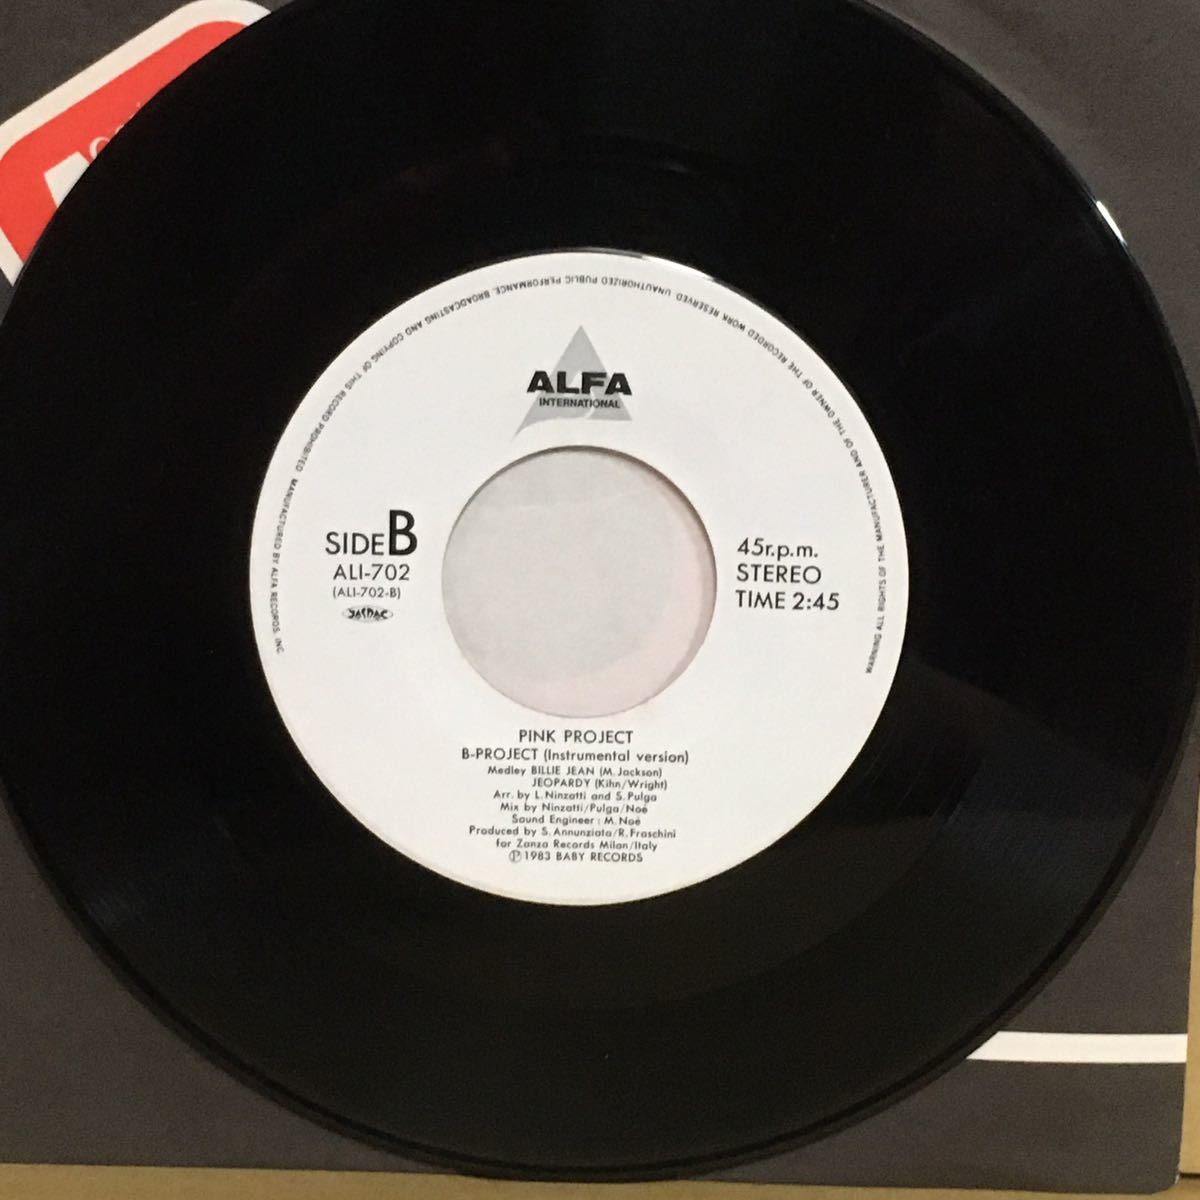 WARNING ALL RIGHTS OF THE MANUFACTURER AND OF THE OWNER OF THE RECORDED WORK RESERVED. UNAUTHORIZED PUBLIC PERFORMANCE, BROADCASTING AND COPYING OF THIS RECORD PROHIBITED. MANUFACTURED BY ALFA RECORDS, INC.
ALFA
INTERNATIONAL
SIDE B
ALI-702
(ALI-702-B)
JASRAC
45r.p.m.
STEREO
TIME 2:45
PINK PROJECT
B-PROJECT (Instrumental version)
Medley BILLIE JEAN (M. Jackson)
JEOPARDY (Kihn/Wright)
Arr. by L. Ninzatti and S. Pulga
Mix by Ninzatti/Pulga/Noé
Sound Engineer : M. Noé
Produced by S. Annunziata/R. Fraschini
for Zanza Records Milan/Italy
Ⓟ1983 BABY RECORDS